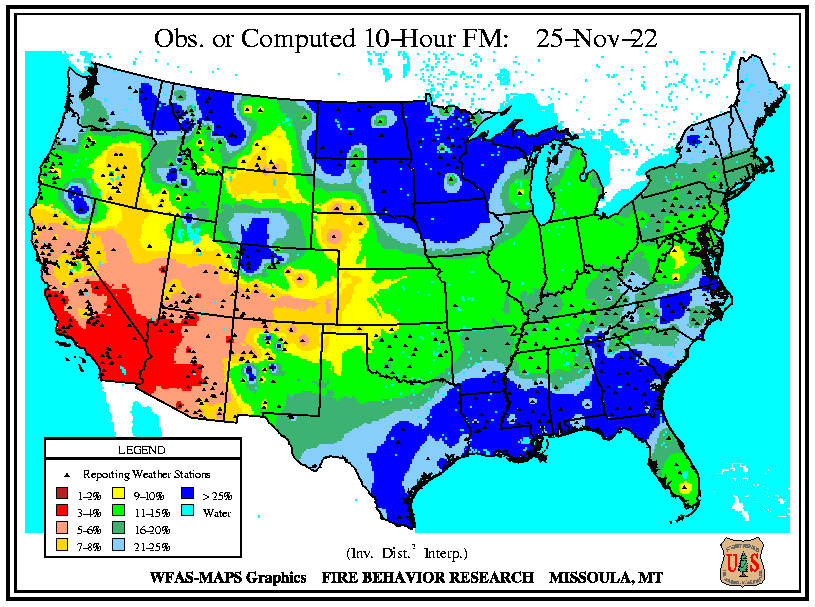 Obs. or Computed 10-Hour FM: 25-Nov-22
LEGEND
Reporting Weather Stations
1-2% 9-10% > 25%
3-4% 11-15% Water
5-6% 16-20%
7-8% 21-25%
(Inv. Dist.² Interp.)
WFAS-MAPS Graphics FIRE BEHAVIOR RESEARCH MISSOULA, MT
U S